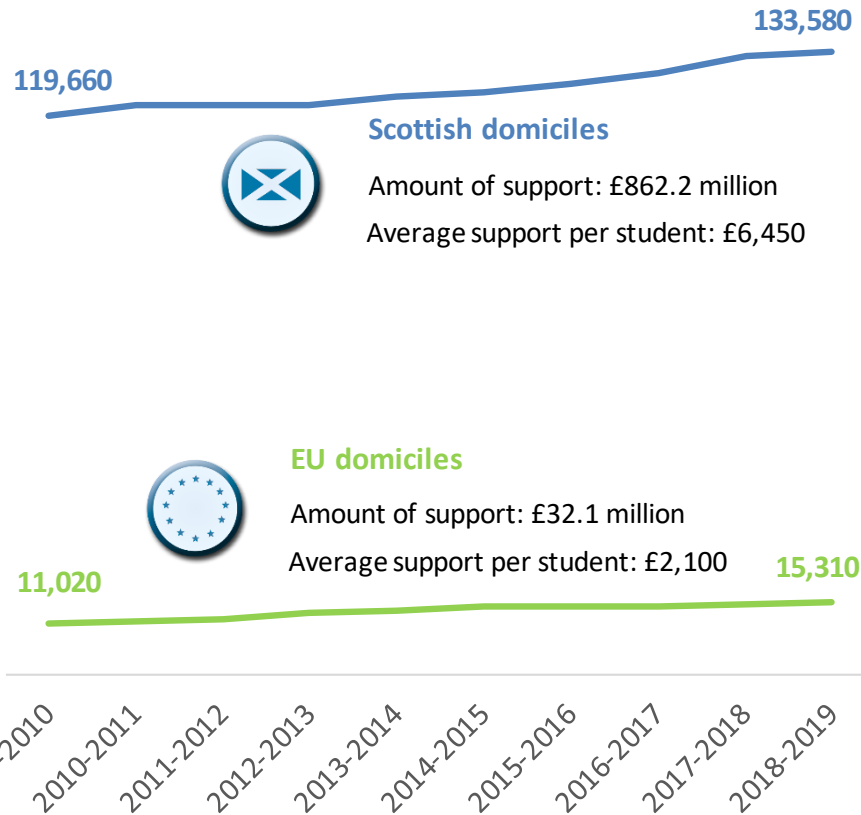 133,580
119,660
Scottish domiciles
Amount of support: £862.2 million
Average support per student: £6,450
EU domiciles
Amount of support: £32.1 million
Average support per student: £2,100
15,310
11,020
-2010
2010-2011
2011-2012
2012-2013
2013-2014
2014-2015
2015-2016
2016-2017
2017-2018
2018-2019